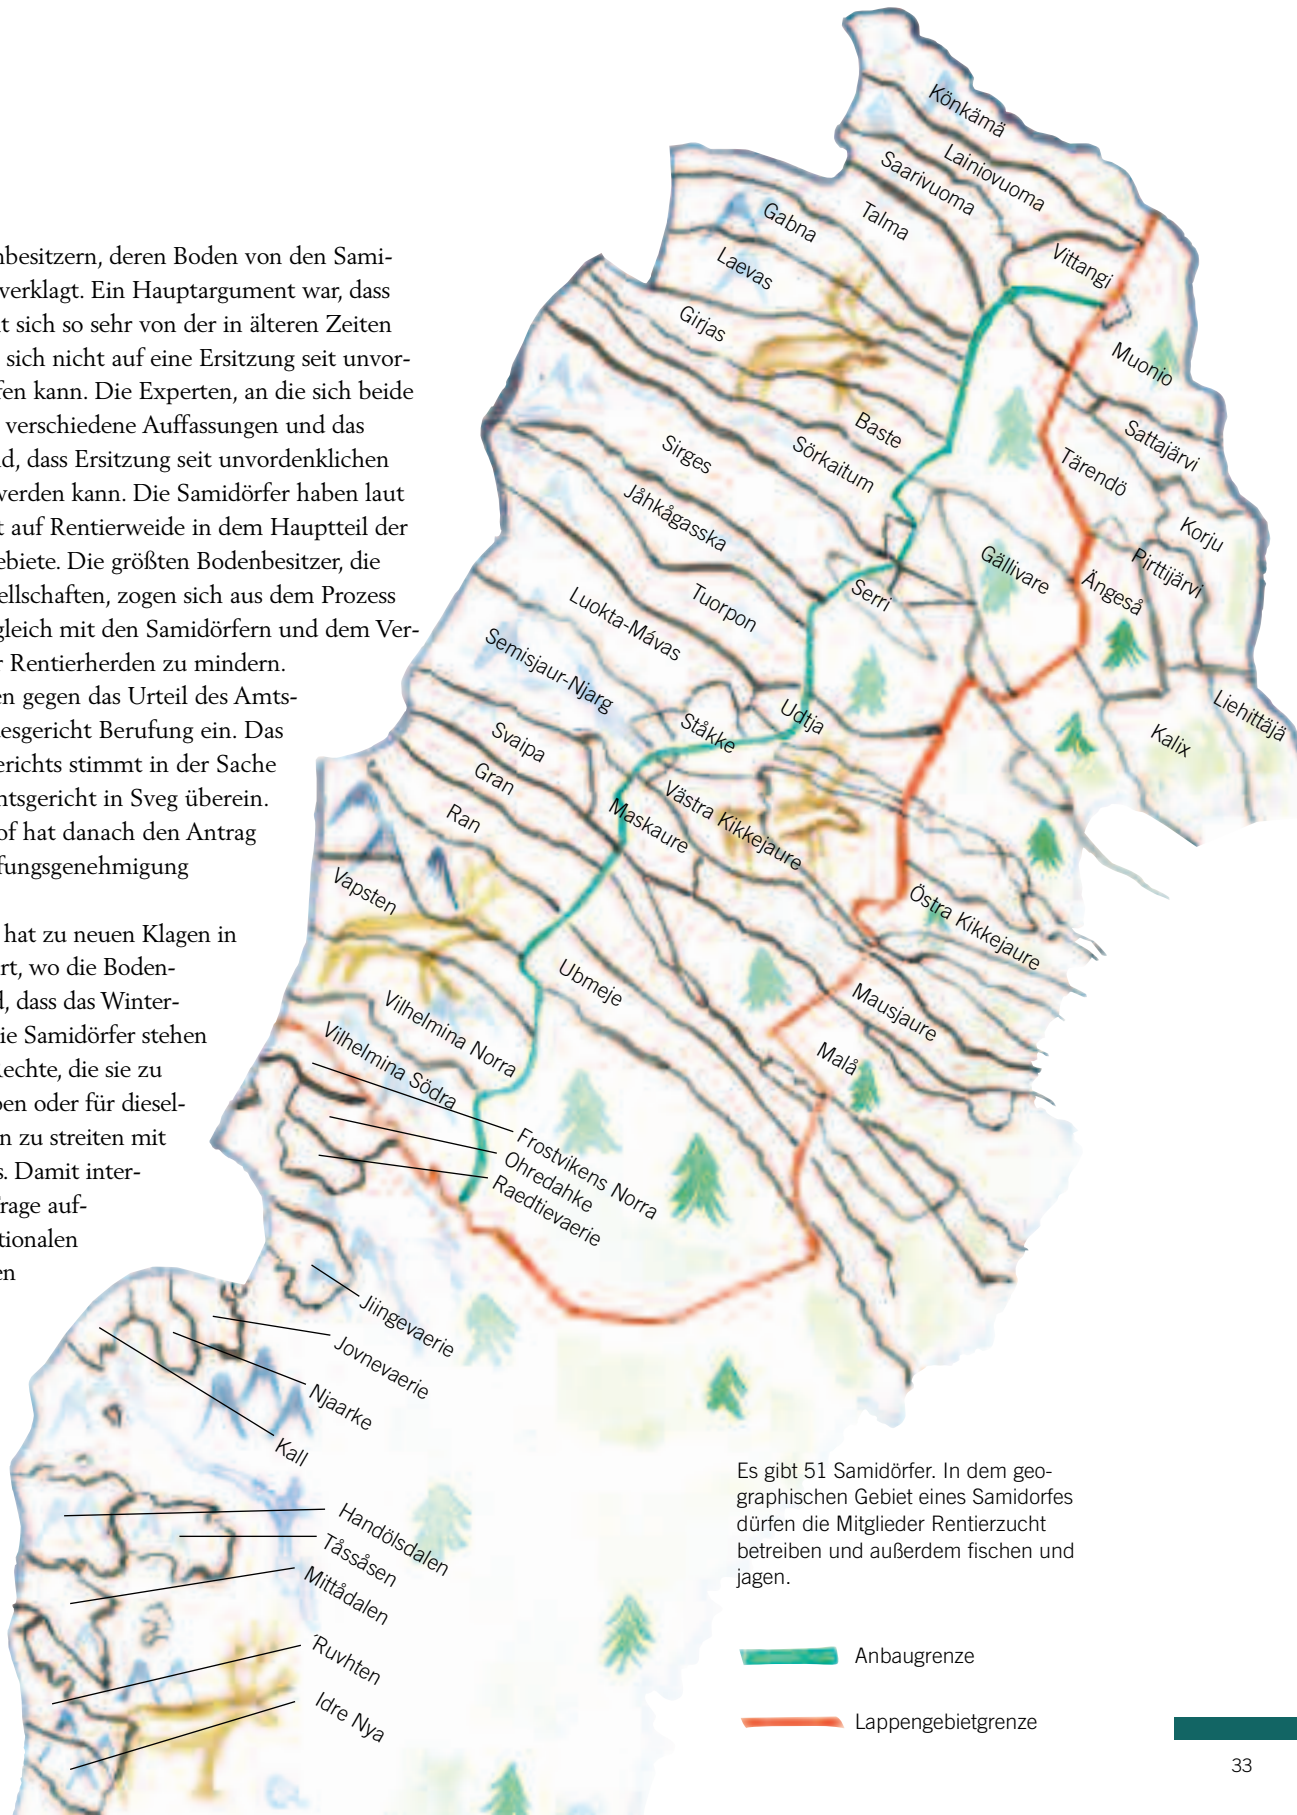 nbesitzern, deren Boden von den Sami-
verklagt. Ein Hauptargument war, dass
t sich so sehr von der in älteren Zeiten
sich nicht auf eine Ersitzung seit unvor-
fen kann. Die Experten, an die sich beide
verschiedene Auffassungen und das
d, dass Ersitzung seit unvordenklichen
werden kann. Die Samidörfer haben laut
t auf Rentierweide in dem Hauptteil der
ebiete. Die größten Bodenbesitzer, die
ellschaften, zogen sich aus dem Prozess
gleich mit den Samidörfern und dem Ver-
r Rentierherden zu mindern.
en gegen das Urteil des Amts-
desgericht Berufung ein. Das
erichts stimmt in der Sache
mtsgericht in Sveg überein.
of hat danach den Antrag
fungsgenehmigung
hat zu neuen Klagen in
rt, wo die Boden-
d, dass das Winter-
ie Samidörfer stehen
Rechte, die sie zu
ben oder für diesel-
n zu streiten mit
s. Damit inter-
Frage auf-
tionalen
en
Könkämä
Lainiovuoma
Saarivuoma
Talma
Gabna
Laevas
Vittangi
Girjas
Muonio
Baste
Sattajärvi
Sörkaitum
Sirges
Tärendö
Jåhkågasska
Korju
Pirttijärvi
Gällivare
Ängeså
Serri
Tuorpon
Luokta-Mávas
Semisjaur-Njarg
Liehittäjä
Udtja
Kalix
Ståkke
Svaipa
Gran
Västra Kikkejaure
Maskaure
Ran
Vapsten
Östra Kikkejaure
Ubmeje
Mausjaure
Vilhelmina Norra
Malå
Vilhelmina Södra
Frostvikens Norra
Ohredahke
Raedtievaerie
Jiingevaerie
Jovnevaerie
Njaarke
Kall
Handölsdalen
Tåssåsen
Mittådalen
Ruvhten
Idre Nya
Es gibt 51 Samidörfer. In dem geo-
graphischen Gebiet eines Samidorfes
dürfen die Mitglieder Rentierzucht
betreiben und außerdem fischen und
jagen.
Anbaugrenze
Lappengebietgrenze
33